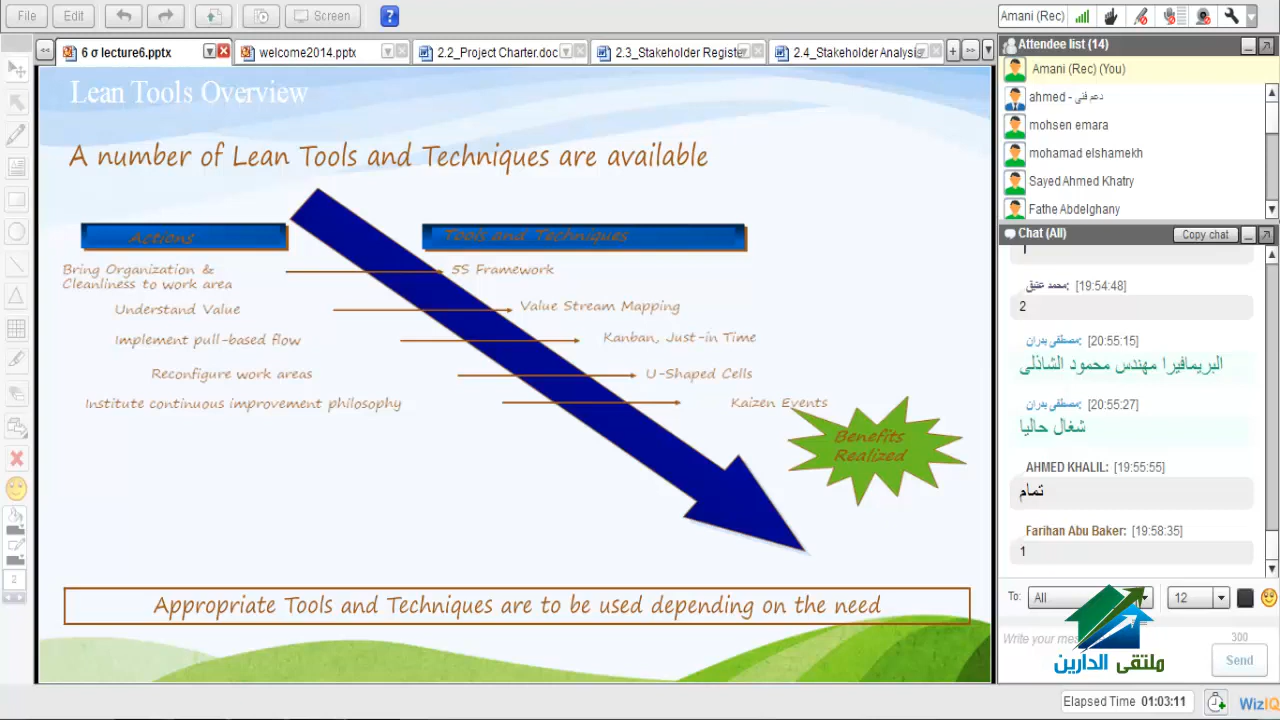 File
Edit
Screen
?
Amani (Rec)
6 σ lecture6.pptx
welcome2014.pptx
2.2_Project Charter.doc
2.3_Stakeholder Registe
2.4_Stakeholder Analysi
Lean Tools Overview
A number of Lean Tools and Techniques are available
Actions
Tools and Techniques
Bring Organization &
Cleanliness to work area
5S Framework
Understand Value
Value Stream Mapping
Implement pull-based flow
Kanban, Just-in Time
Reconfigure work areas
U-Shaped Cells
Institute continuous improvement philosophy
Kaizen Events
Benefits
Realized
Appropriate Tools and Techniques are to be used depending on the need
2
Attendee list (14)
Amani (Rec) (You)
ahmed - دعم فنى
mohsen emara
mohamad elshamekh
Sayed Ahmed Khatry
Fathe Abdelghany
Chat (All)
Copy chat
1
محمد عتيق: [19:54:48]
2
مصطفى بدران: [20:55:15]
البريمافيرا مهندس محمود الشاذلى
مصطفى بدران: [20:55:27]
شغال حاليا
AHMED KHALIL: [19:55:55]
تمام
Farihan Abu Baker: [19:58:35]
1
To:
All
12
Write your mes
300
Send
ملتقى الدارين
Elapsed Time 01:03:11
WizIQ